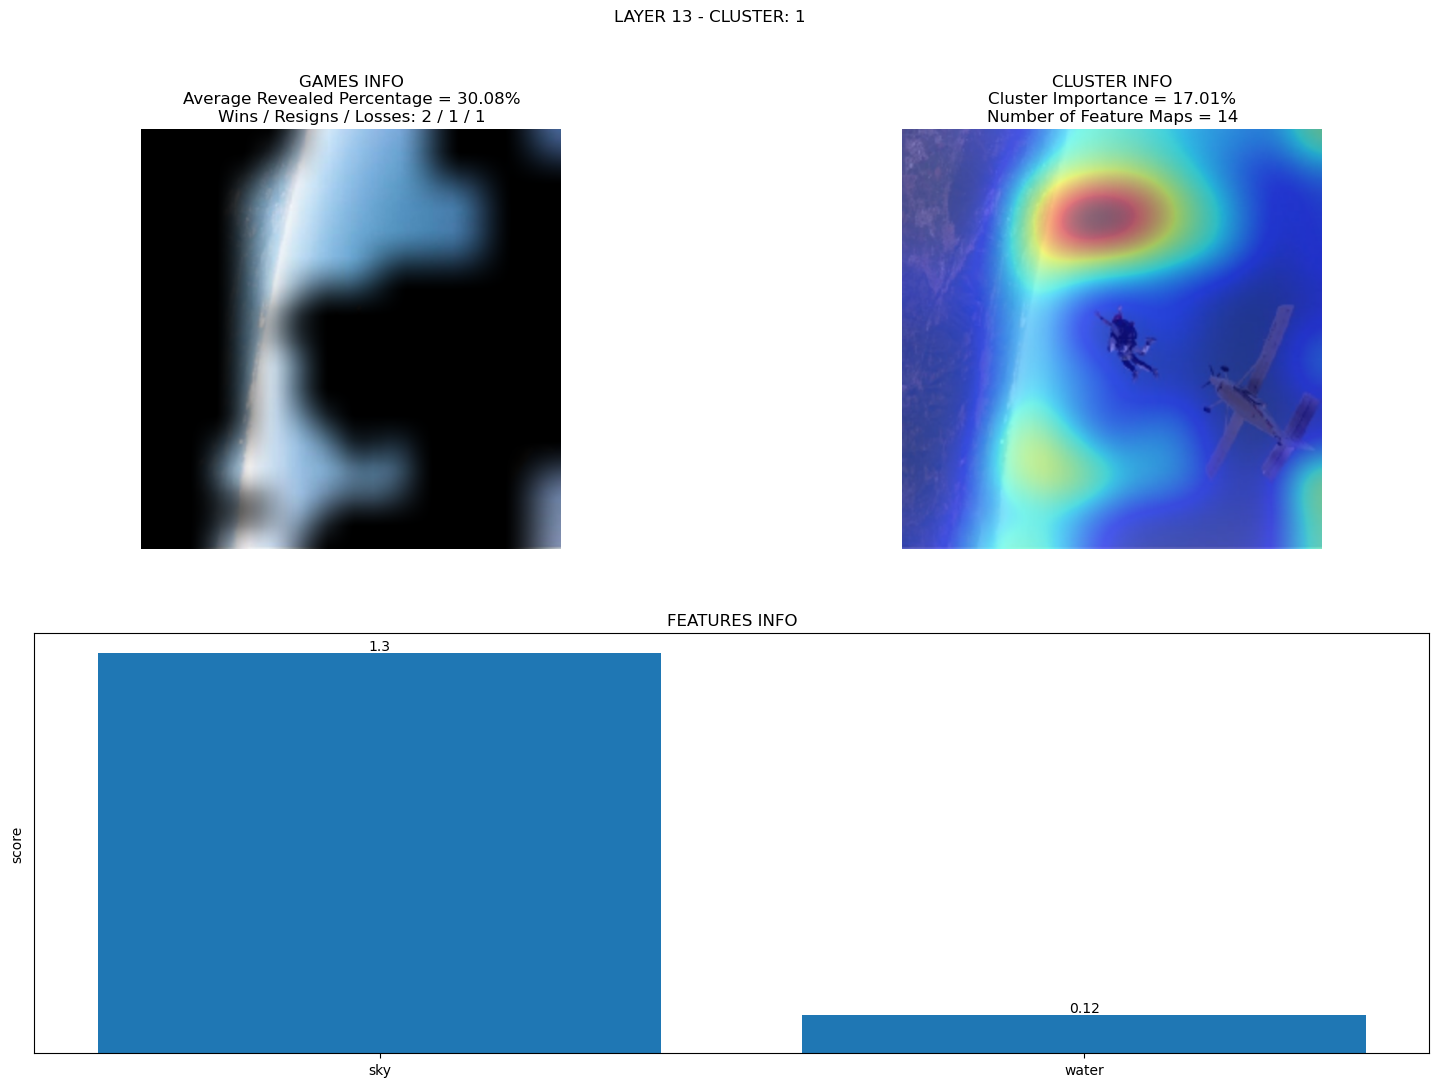 LAYER 13 - CLUSTER: 1
GAMES INFO
Average Revealed Percentage = 30.08%
Wins / Resigns / Losses: 2 / 1 / 1
CLUSTER INFO
Cluster Importance = 17.01%
Number of Feature Maps = 14
FEATURES INFO
score
1.3
0.12
sky
water